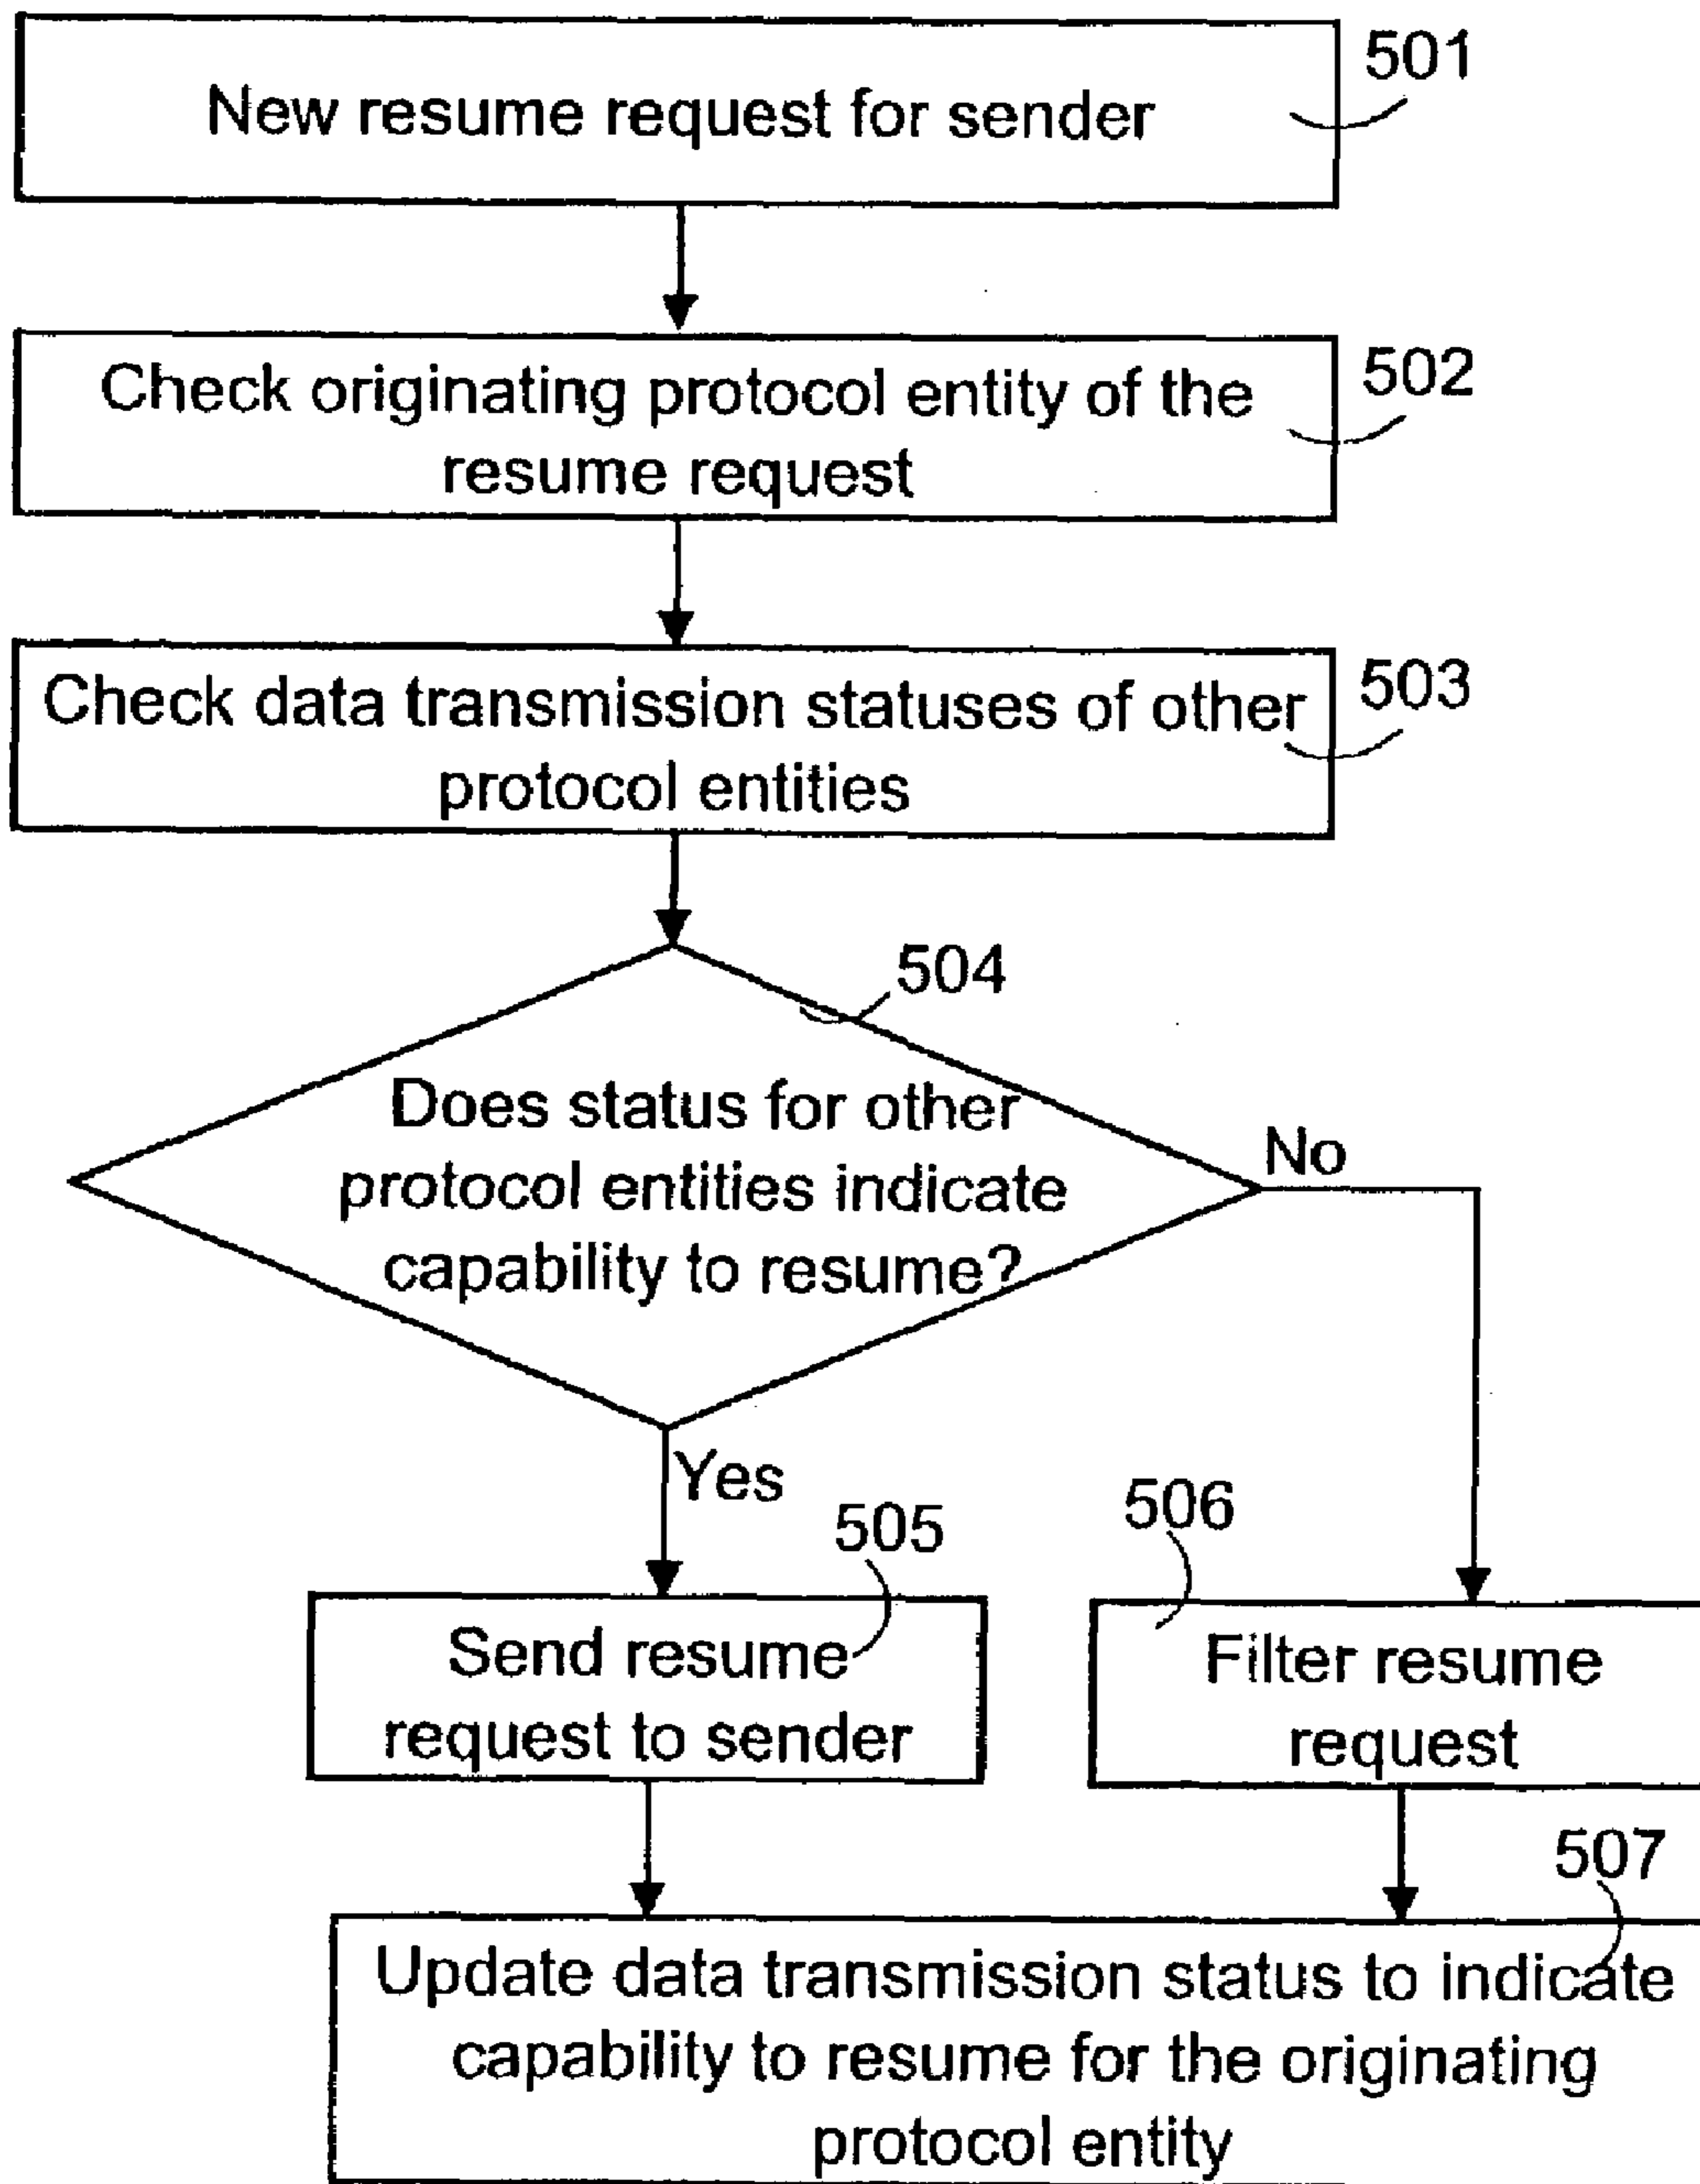 501
New resume request for sender
502
Check originating protocol entity of the
resume request
503
Check data transmission statuses of other
protocol entities
504
Does status for other
protocol entities indicate
capability to resume?
No
Yes
505
506
Send resume
request to sender
Filter resume
request
507
Update data transmission status to indicate
capability to resume for the originating
protocol entity